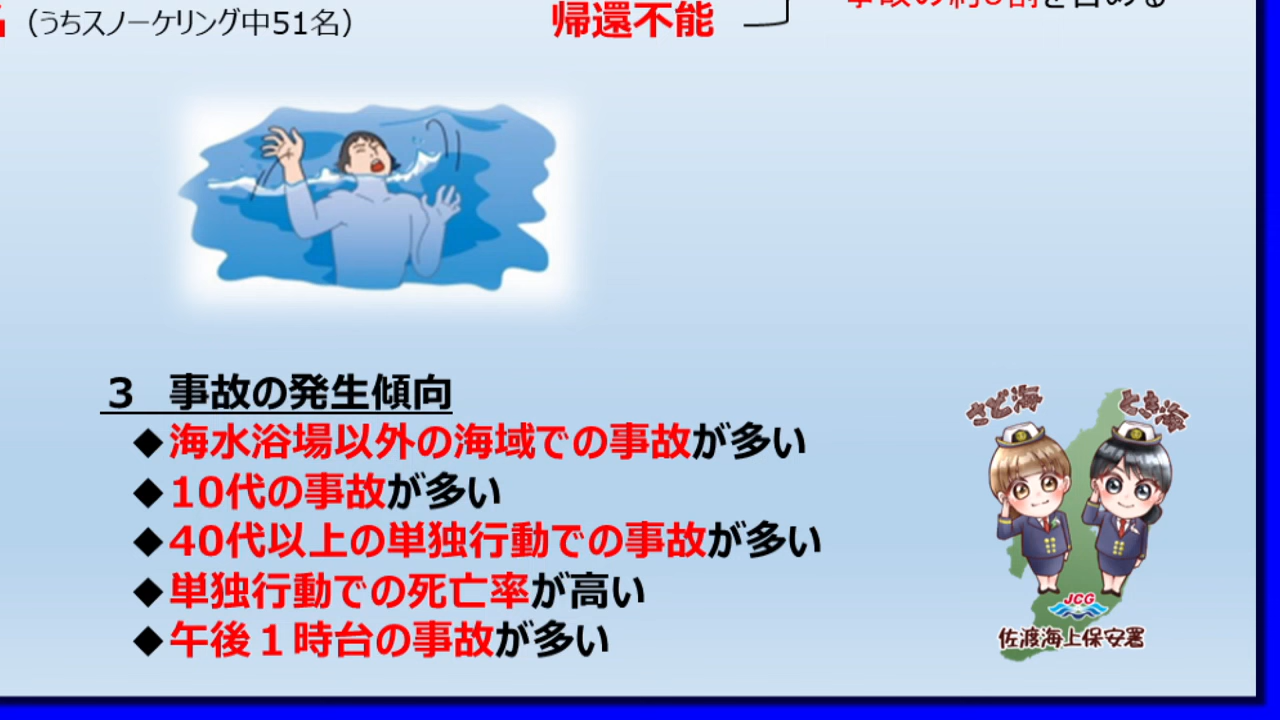 （うちスノーケリング中51名）
帰還不能
3 事故の発生傾向
◆海水浴場以外の海域での事故が多い
◆10代の事故が多い
◆40代以上の単独行動での事故が多い
◆単独行動での死亡率が高い
◆午後１時台の事故が多い
さど海
とき海
JCG
佐渡海上保安署